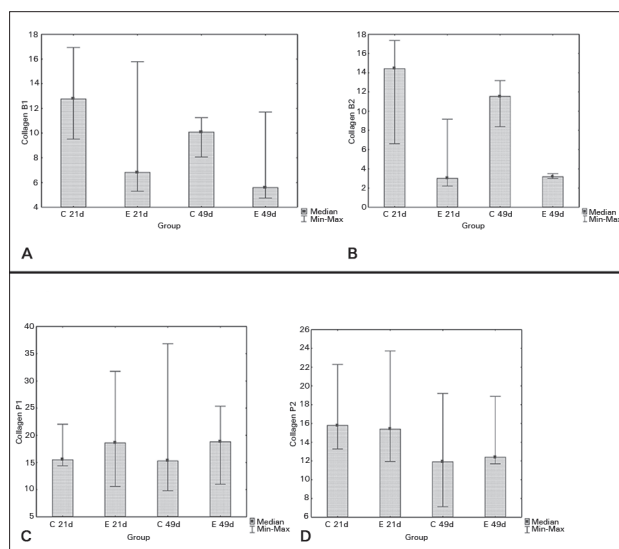 18
16
14
12
10
8
6
4
Collagen B1
C 21d E 21d C 49d E 49d
Group
Median
Min-Max
A
18
16
14
12
10
8
6
4
2
0
Collagen B2
C 21d E 21d C 49d E 49d
Group
Median
Min-Max
B
40
35
30
25
20
15
10
5
Collagen P1
C 21d E 21d C 49d E 49d
Group
Median
Min-Max
C
26
24
22
20
18
16
14
12
10
8
6
Collagen P2
C 21d E 21d C 49d E 49d
Group
Median
Min-Max
D